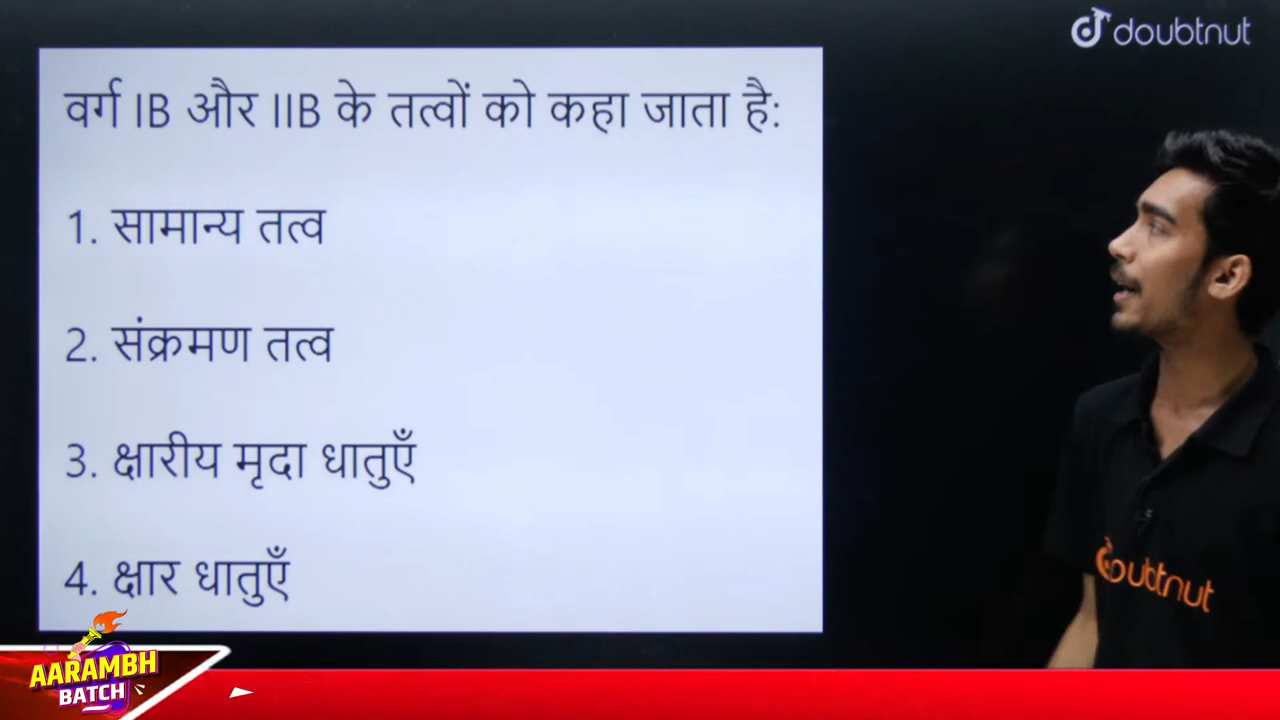 doubtnut
वर्ग IB और IIB के तत्वों को कहा जाता है:
1. सामान्य तत्व
2. संक्रमण तत्व
3. क्षारीय मृदा धातुएँ
4. क्षार धातुएँ
doubtnut
AARAMBH
BATCH